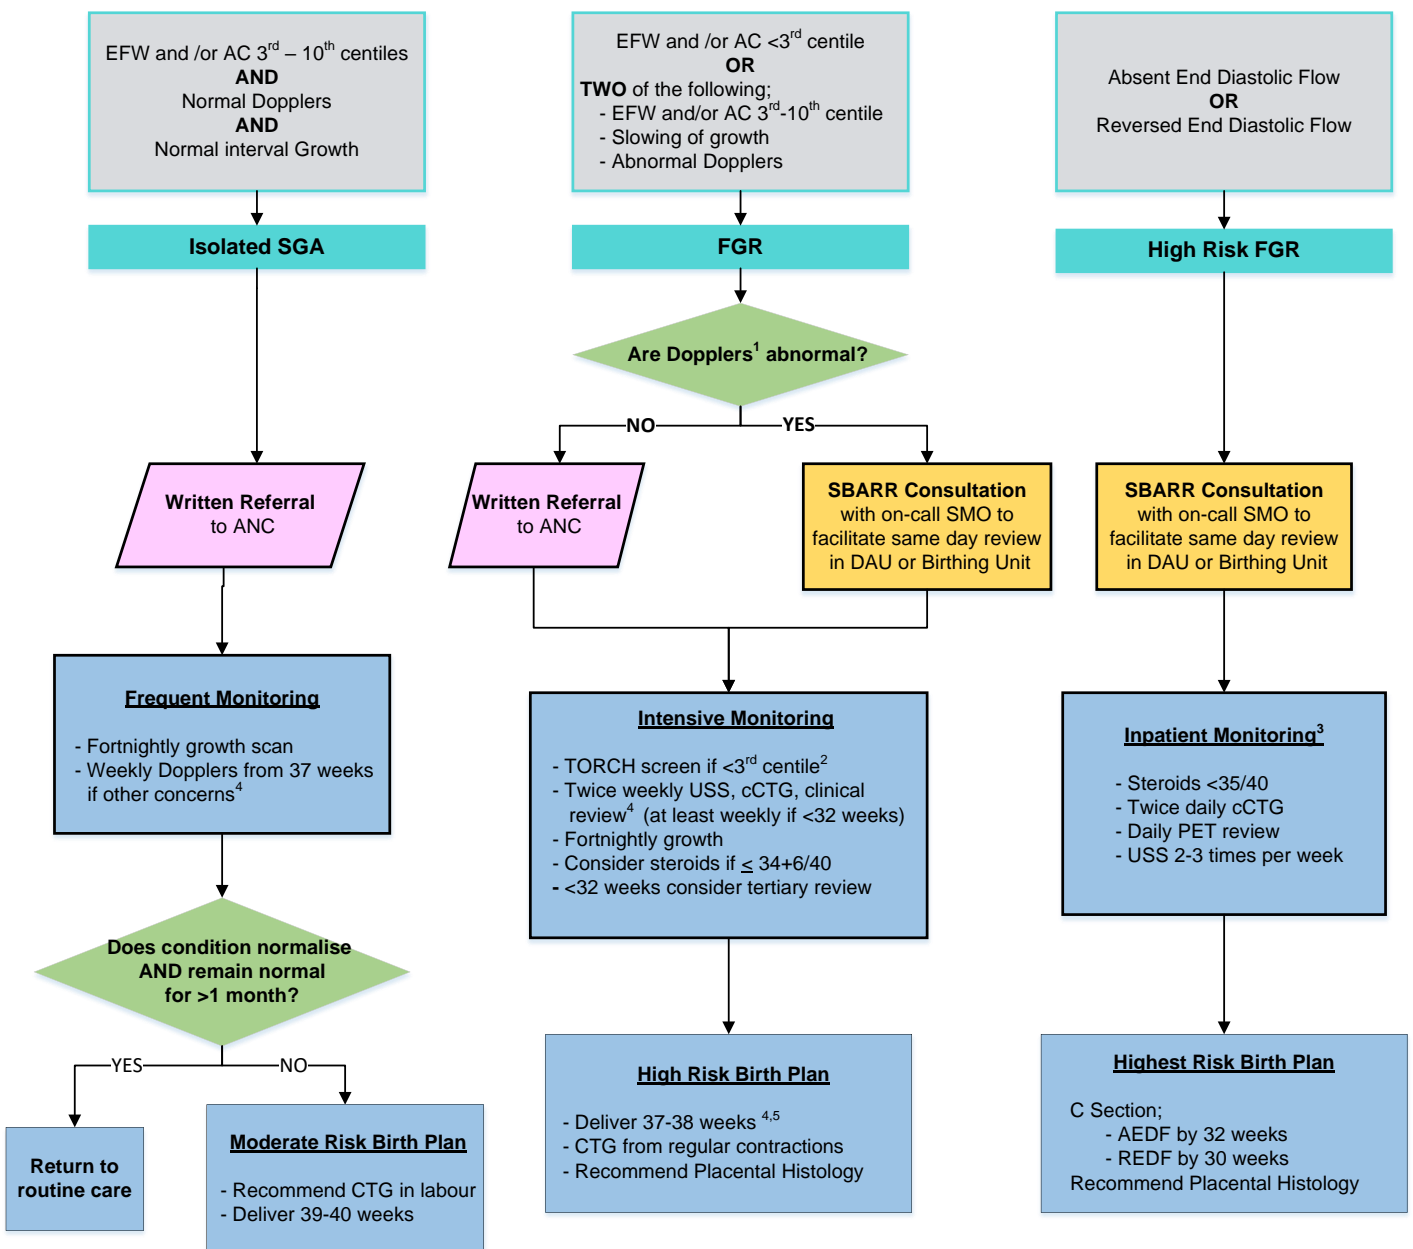 EFW and /or AC 3rd – 10th centiles
AND
Normal Dopplers
AND
Normal interval Growth
EFW and /or AC <3rd centile
OR
TWO of the following;
- EFW and/or AC 3rd-10th centile
- Slowing of growth
- Abnormal Dopplers
Absent End Diastolic Flow
OR
Reversed End Diastolic Flow
Isolated SGA
FGR
High Risk FGR
Are Dopplers1 abnormal?
NO
YES
Written Referral
to ANC
Written Referral
to ANC
SBARR Consultation
with on-call SMO to
facilitate same day review
in DAU or Birthing Unit
SBARR Consultation
with on-call SMO to
facilitate same day review
in DAU or Birthing Unit
Frequent Monitoring
- Fortnightly growth scan
- Weekly Dopplers from 37 weeks
if other concerns4
Intensive Monitoring
- TORCH screen if <3rd centile2
- Twice weekly USS, cCTG, clinical
review4 (at least weekly if <32 weeks)
- Fortnightly growth
- Consider steroids if ≤ 34+6/40
- <32 weeks consider tertiary review
Inpatient Monitoring3
- Steroids <35/40
- Twice daily cCTG
- Daily PET review
- USS 2-3 times per week
Does condition normalise
AND remain normal
for >1 month?
YES
NO
Return to
routine care
Moderate Risk Birth Plan
- Recommend CTG in labour
- Deliver 39-40 weeks
High Risk Birth Plan
- Deliver 37-38 weeks 4,5
- CTG from regular contractions
- Recommend Placental Histology
Highest Risk Birth Plan
C Section;
- AEDF by 32 weeks
- REDF by 30 weeks
Recommend Placental Histology